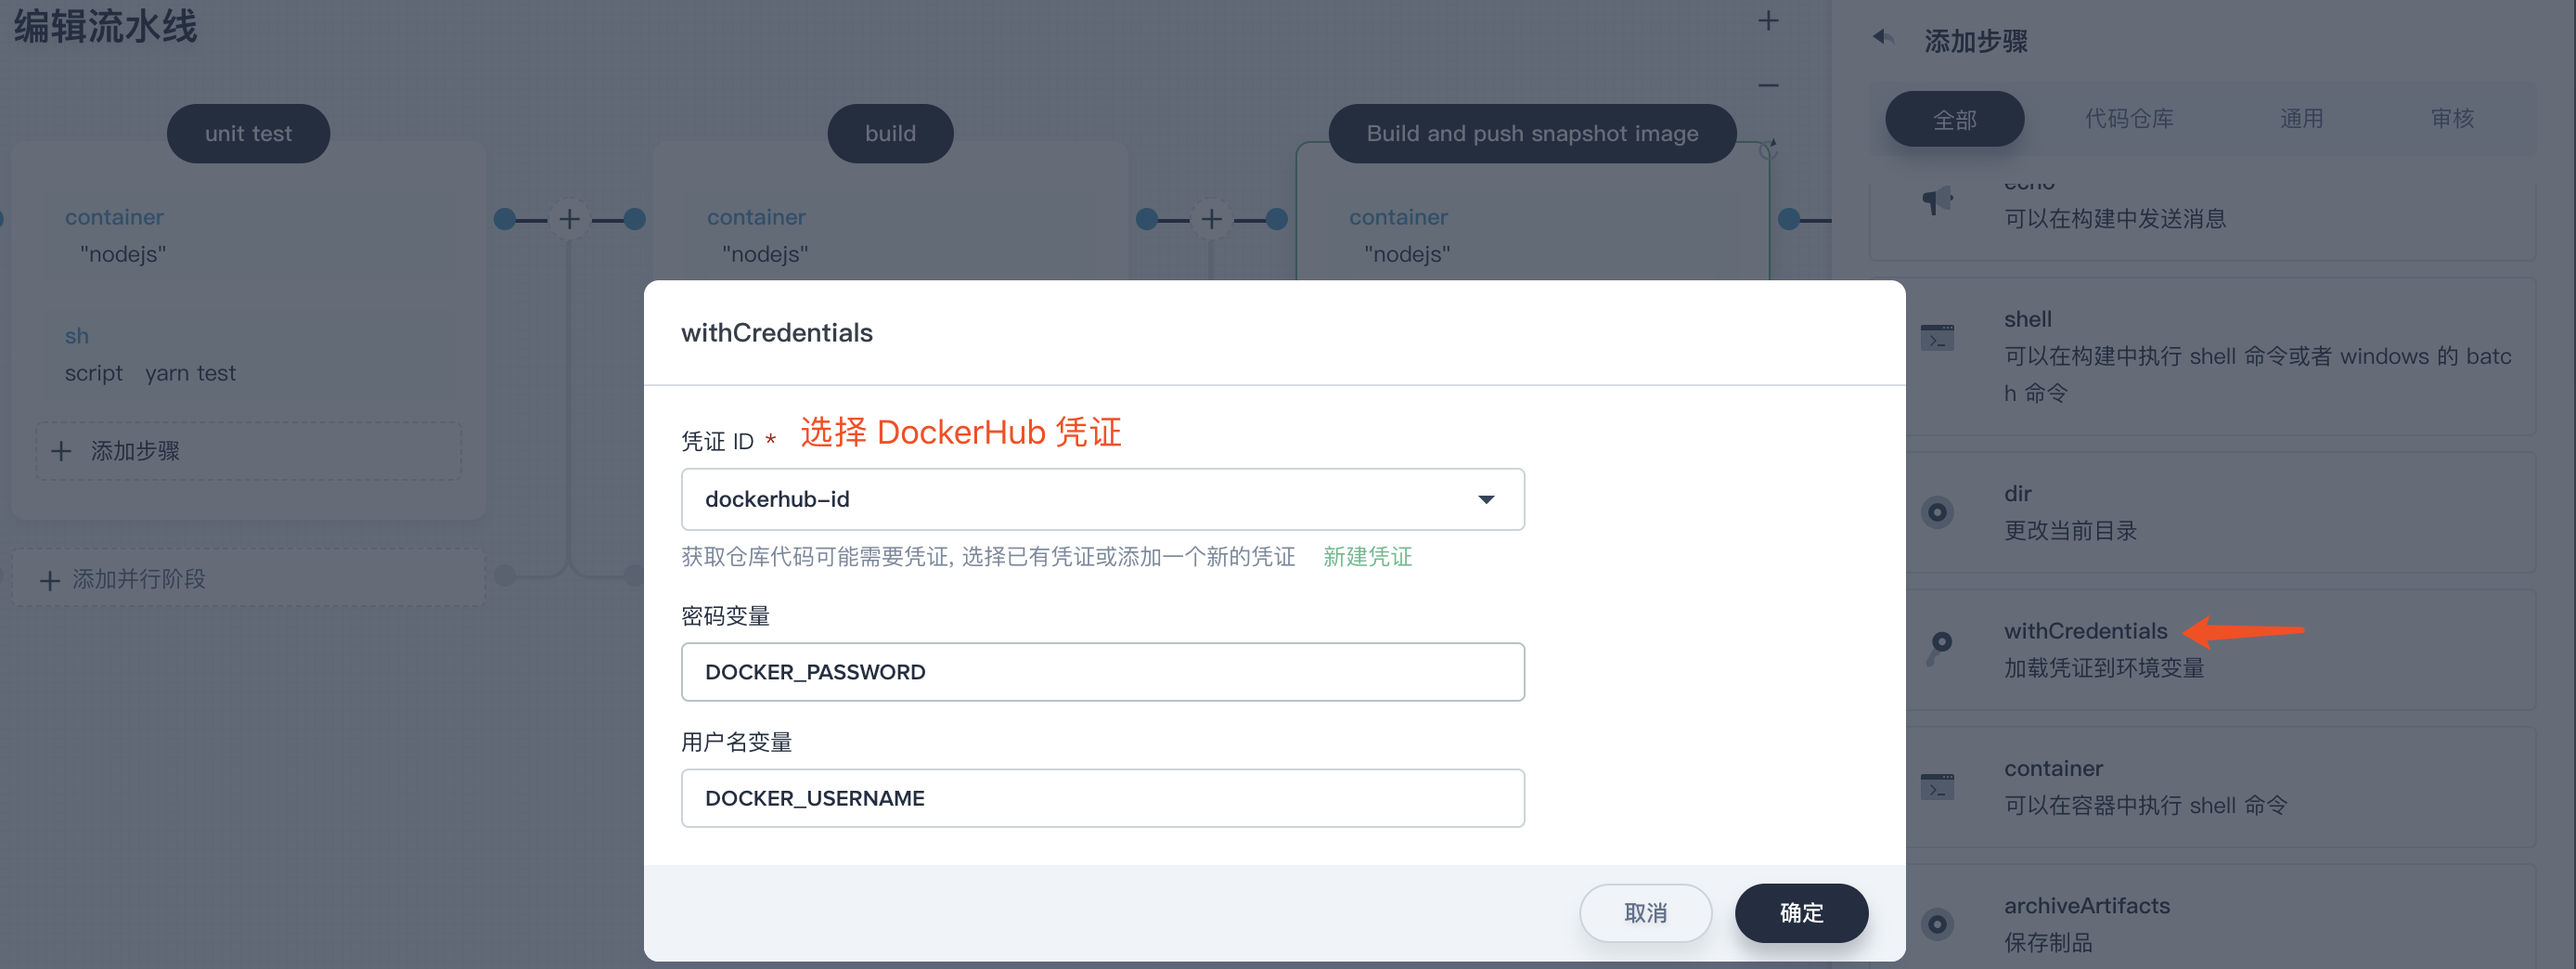 编辑流水线
unit test
container
"nodejs"
sh
script yarn test
添加步骤
添加并行阶段
build
container
"nodejs"
Build and push snapshot image
container
"nodejs"
withCredentials
凭证 ID * 选择 DockerHub 凭证
dockerhub-id
获取仓库代码可能需要凭证, 选择已有凭证或添加一个新的凭证 新建凭证
密码变量
DOCKER_PASSWORD
用户名变量
DOCKER_USERNAME
取消 确定
添加步骤
全部 代码仓库 通用 审核
echo
可以在构建中发送消息
shell
可以在构建中执行 shell 命令或者 windows 的 batc
h 命令
dir
更改当前目录
withCredentials
加载凭证到环境变量
container
可以在容器中执行 shell 命令
archiveArtifacts
保存制品